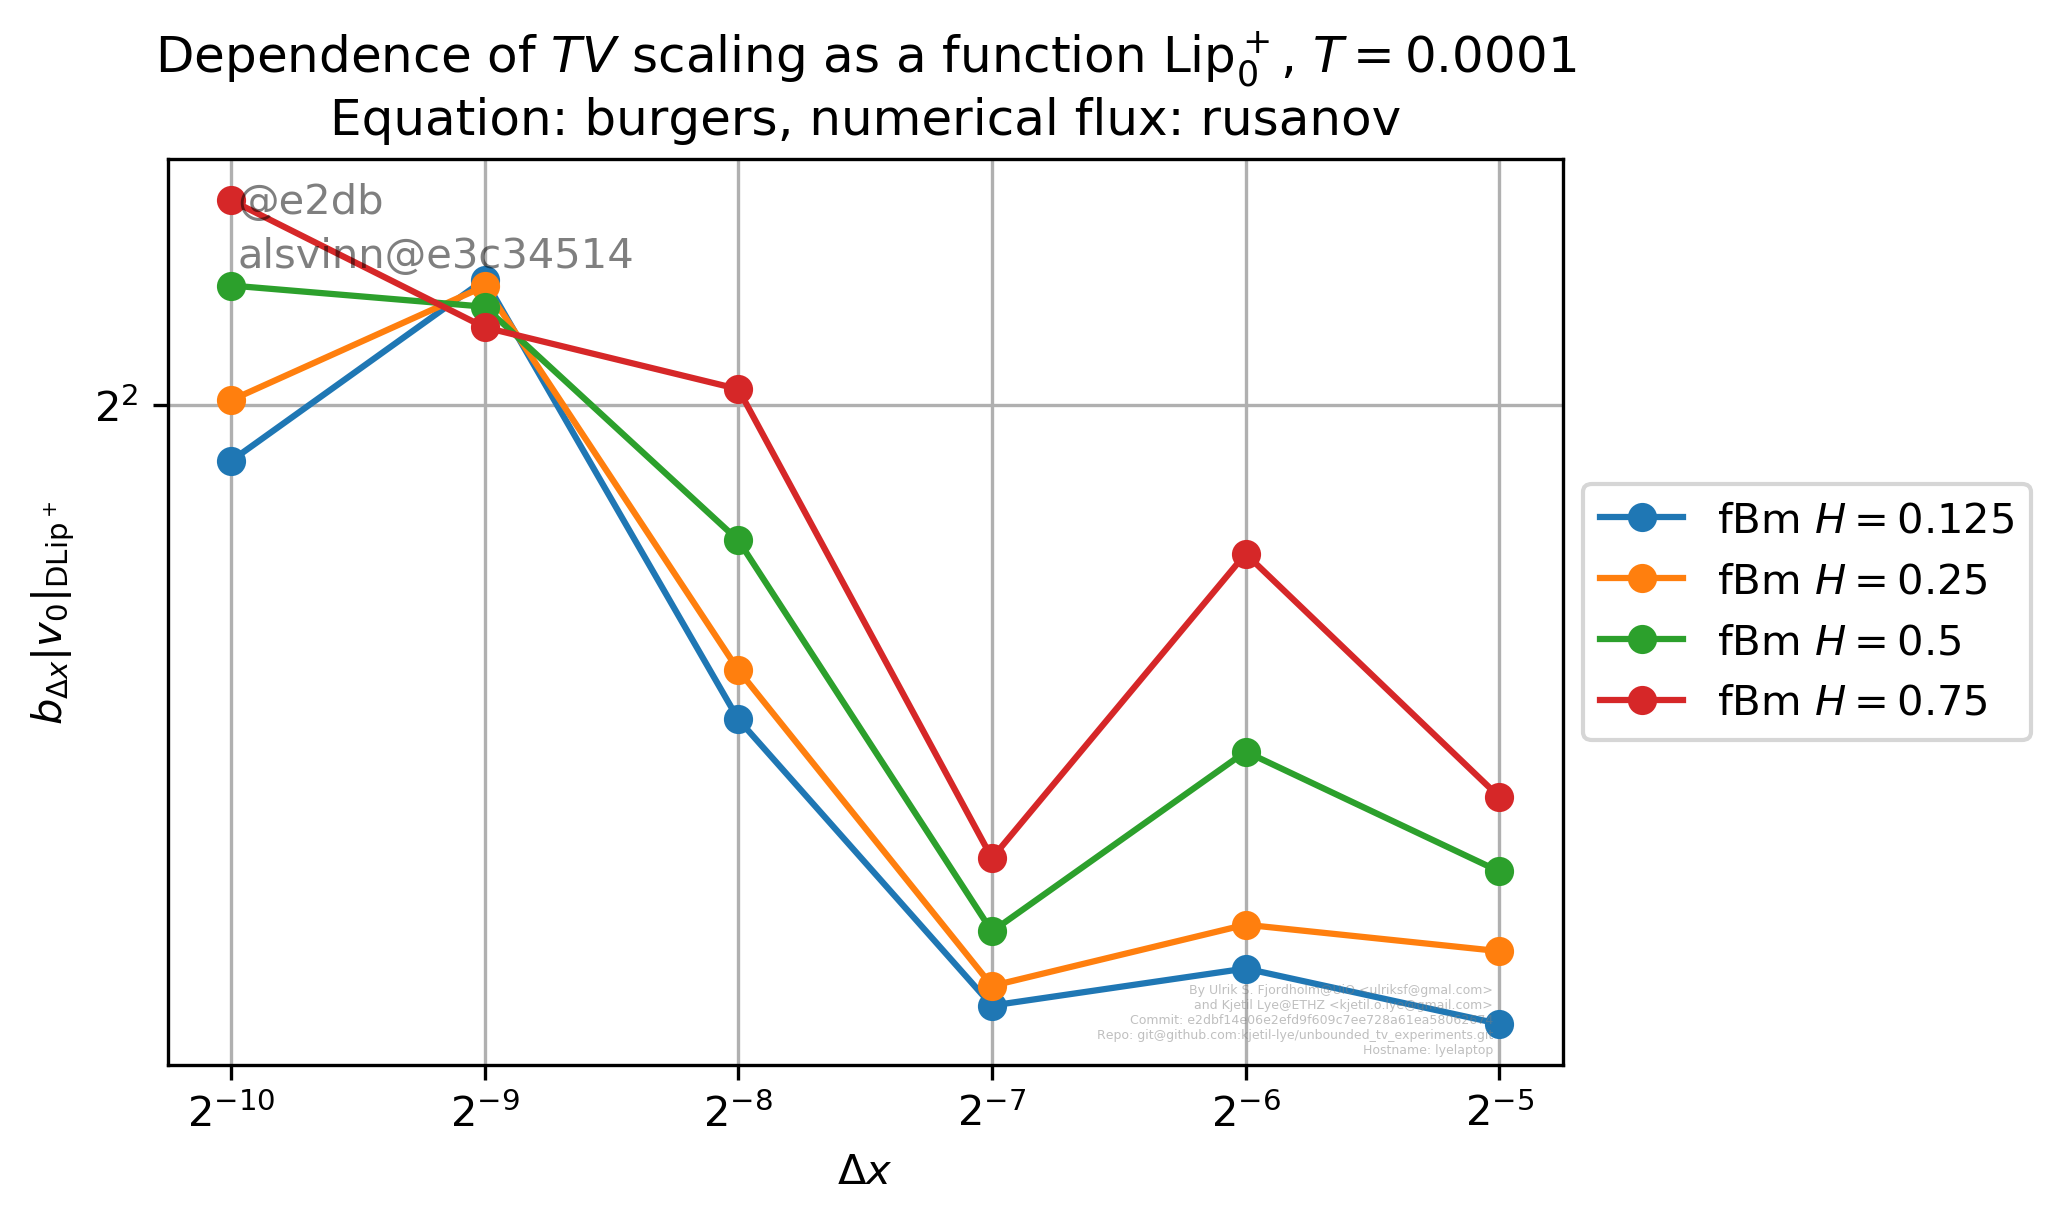 Dependence of TV scaling as a function Lip₀⁺, T = 0.0001
Equation: burgers, numerical flux: rusanov
@e2db
alsvinn@e3c34514
2²
b_Δx|v₀|_DLip⁺
fBm H = 0.125
fBm H = 0.25
fBm H = 0.5
fBm H = 0.75
By Ulrik S. Fjordholm@UiO <ulriksf@gmal.com>
and Kjetil Lye@ETHZ <kjetil.o.lye@gmail.com>
Commit:
Repo: git@github.com:kjetil-lye/unbounded_tv_experiments.git
Hostname: lyelaptop
2⁻¹⁰ 2⁻⁹ 2⁻⁸ 2⁻⁷ 2⁻⁶ 2⁻⁵
Δx